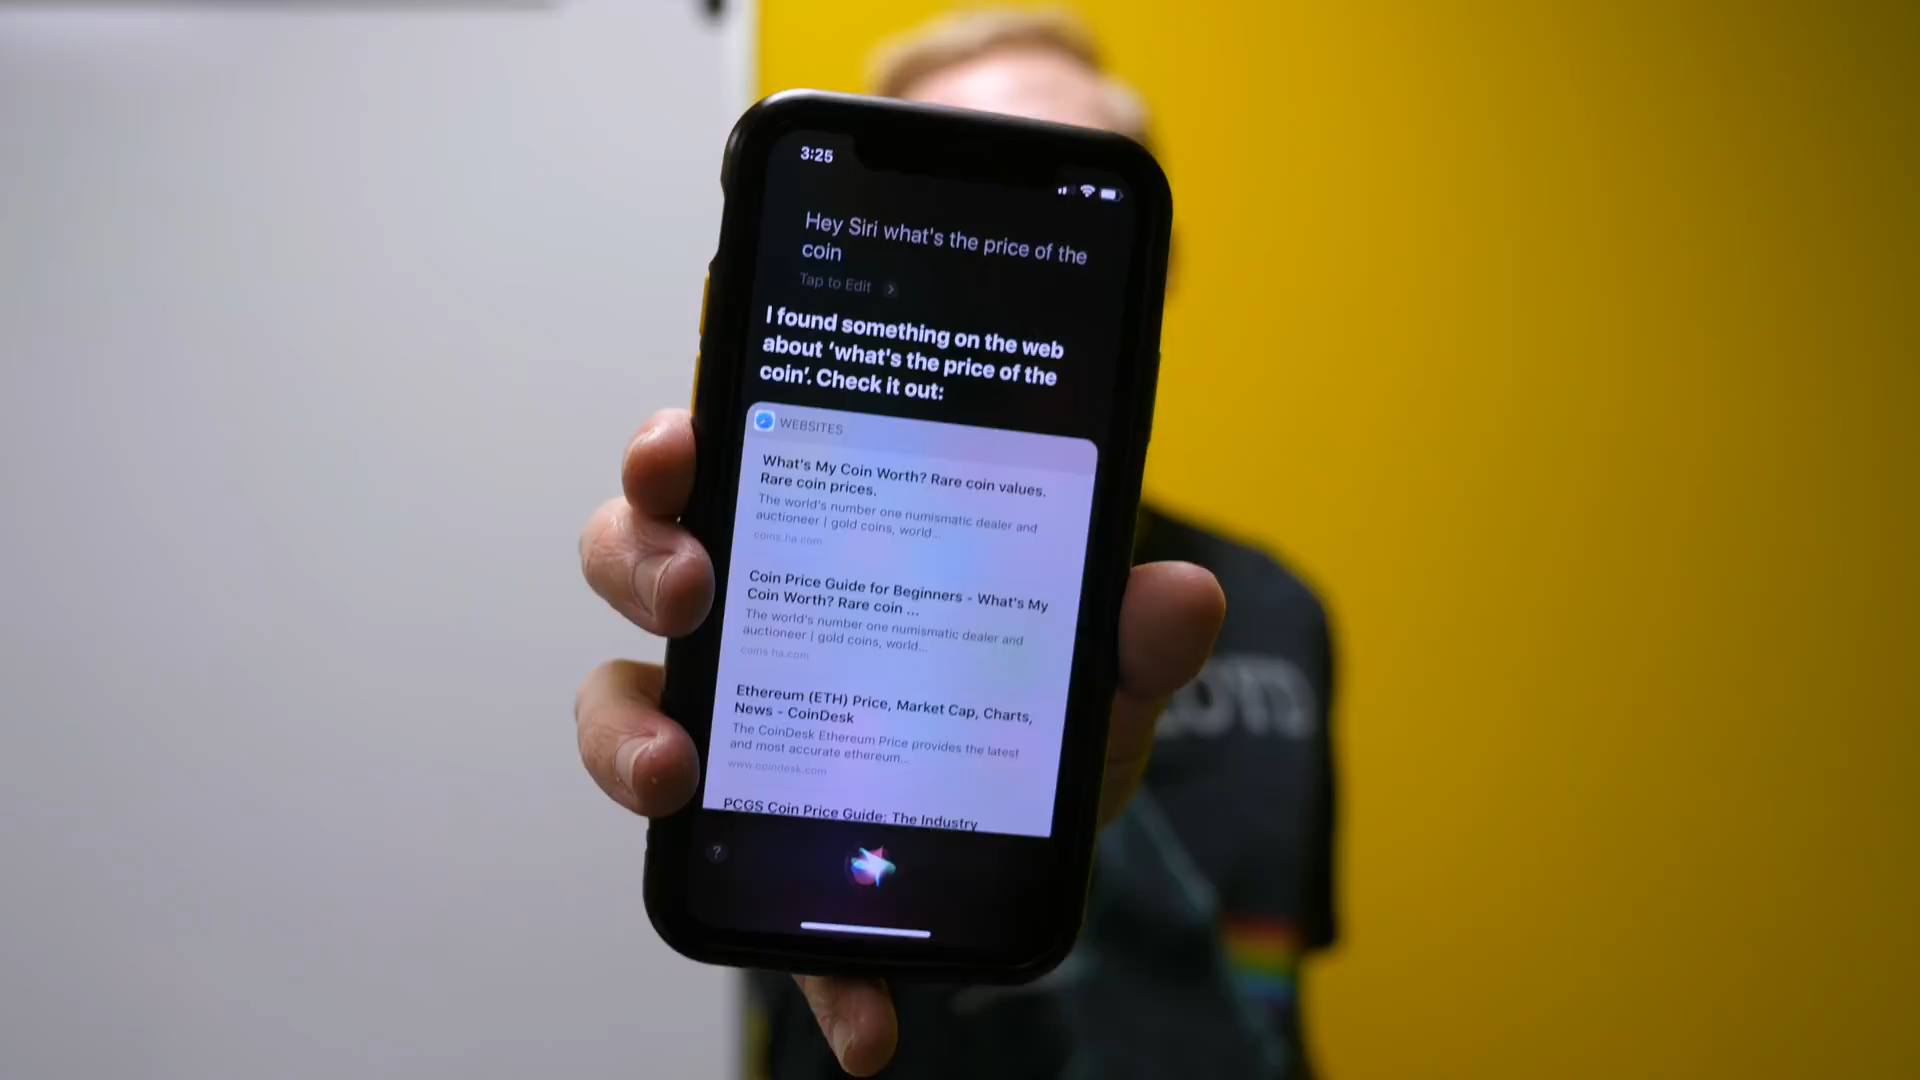 3:25
Hey Siri what's the price of the
coin
Tap to Edit >
I found something on the web
about ‘what's the price of the
coin’. Check it out:
WEBSITES
What's My Coin Worth? Rare coin values.
Rare coin prices.
The world's number one numismatic dealer and
auctioneer | gold coins, world...
coins.ha.com
Coin Price Guide for Beginners - What's My
Coin Worth? Rare coin ...
The world's number one numismatic dealer and
auctioneer | gold coins, world...
coins.ha.com
Ethereum (ETH) Price, Market Cap, Charts,
News - CoinDesk
The CoinDesk Ethereum Price provides the latest
and most accurate ethereum...
www.coindesk.com
PCGS Coin Price Guide: The Industry
?